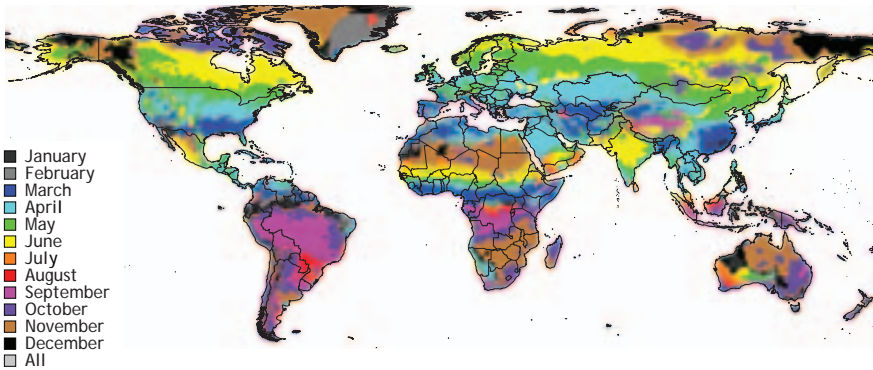 January
February
March
April
May
June
July
August
September
October
November
December
All